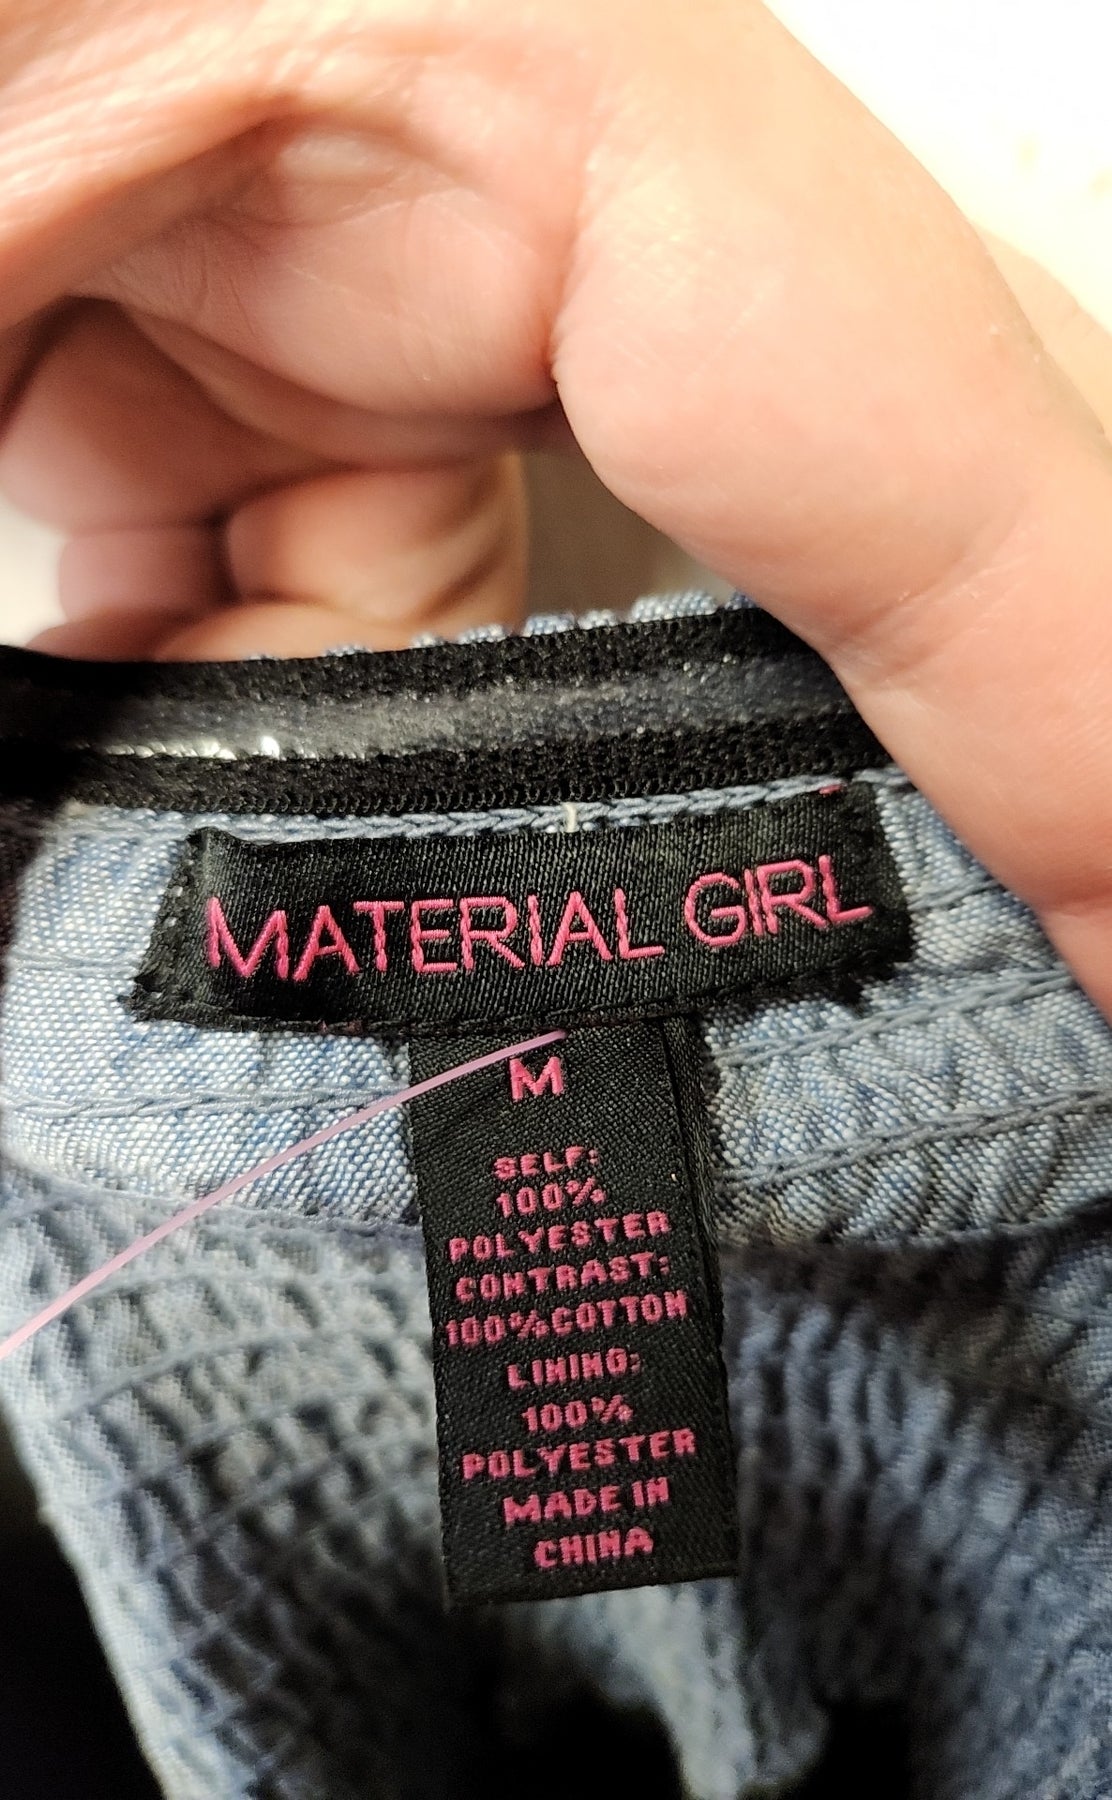 MATERIAL GIRL
M
SELF:
100%
POLYESTER
CONTRAST:
100%COTTON
LINING:
100%
POLYESTER
MADE IN
CHINA